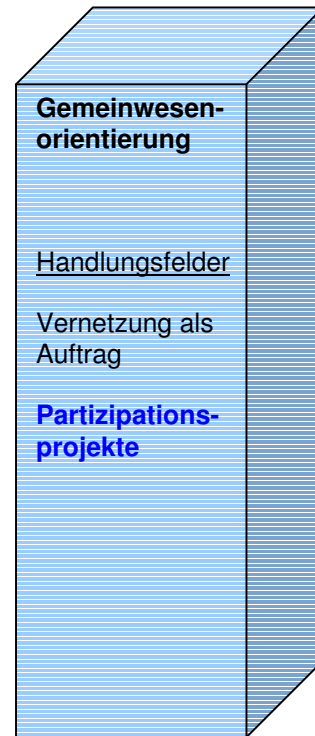 Gemeinwesen-
orientierung
Handlungsfelder
Vernetzung als
Auftrag
Partizipations-
projekte